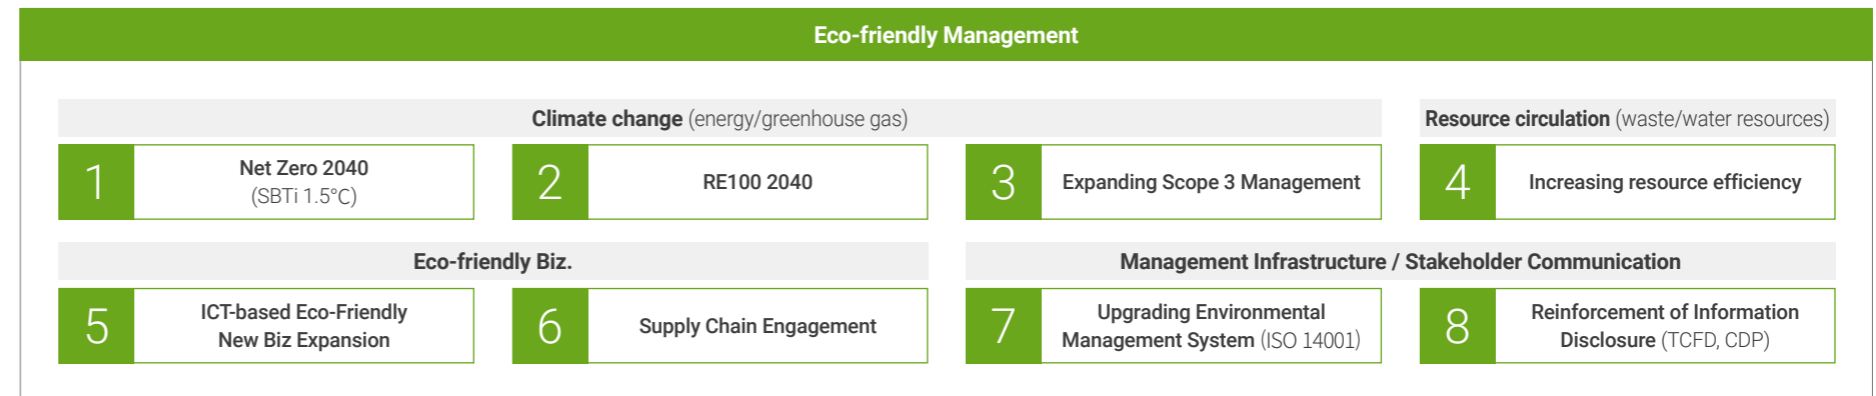 Eco-friendly Management
Climate change (energy/greenhouse gas)
Resource circulation (waste/water resources)
1
Net Zero 2040
(SBTi 1.5°C)
2
RE100 2040
3
Expanding Scope 3 Management
4
Increasing resource efficiency
Eco-friendly Biz.
Management Infrastructure / Stakeholder Communication
5
ICT-based Eco-Friendly
New Biz Expansion
6
Supply Chain Engagement
7
Upgrading Environmental
Management System (ISO 14001)
8
Reinforcement of Information
Disclosure (TCFD, CDP)